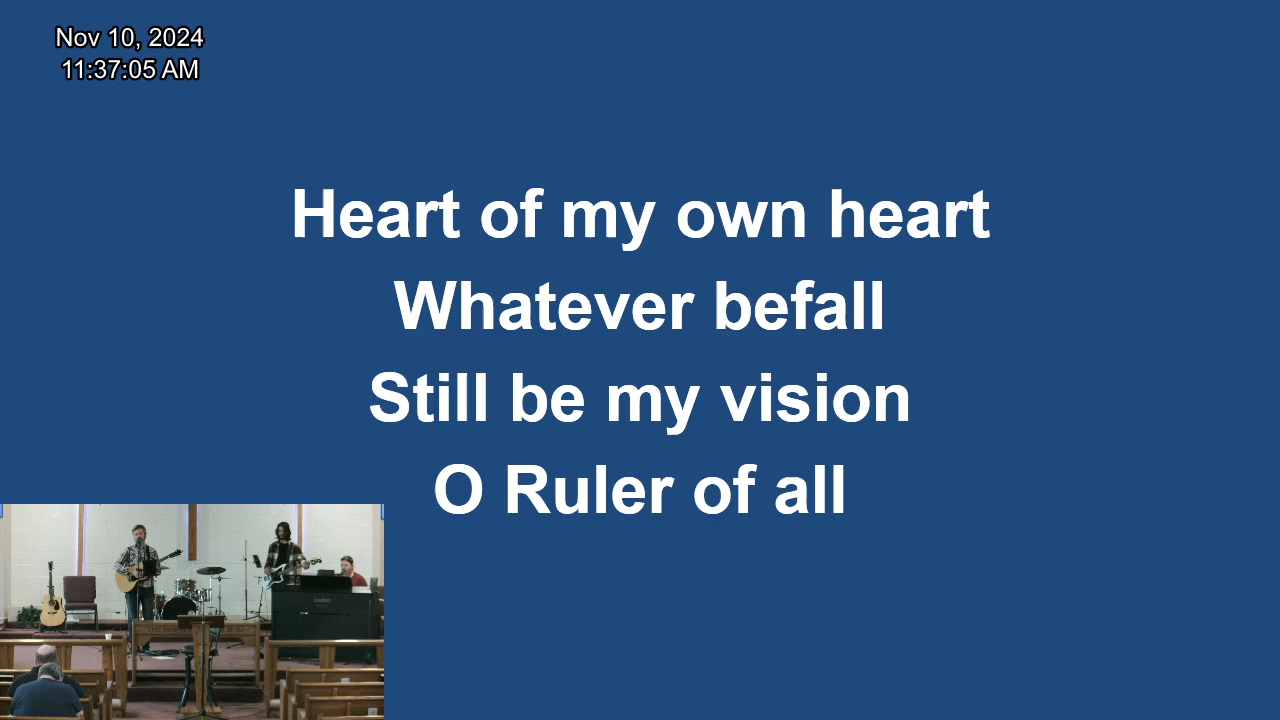 Nov 10, 2024
11:37:05 AM
Heart of my own heart
Whatever befall
Still be my vision
O Ruler of all
CASIO